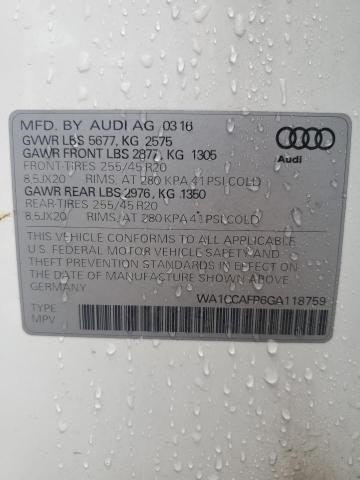 MFD. BY AUDI AG 0316
GVWR LBS 5677, KG 2575
GAWR FRONT LBS 2877, KG 1305
FRONT-TIRES 255/45 R20
8.5JX20 RIMS, AT 280 KPA 41 PSI,COLD
GAWR REAR LBS 2976, KG 1350
REAR-TIRES 255/45 R20
8.5JX20 RIMS, AT 280 KPA 41 PSI,COLD
THIS VEHICLE CONFORMS TO ALL APPLICABLE
U.S. FEDERAL MOTOR VEHICLE SAFETY AND
THEFT PREVENTION STANDARDS IN EFFECT ON
THE DATE OF MANUFACTURE SHOWN ABOVE.
GERMANY
Audi
WA1CCAFP6GA118759
TYPE
MPV